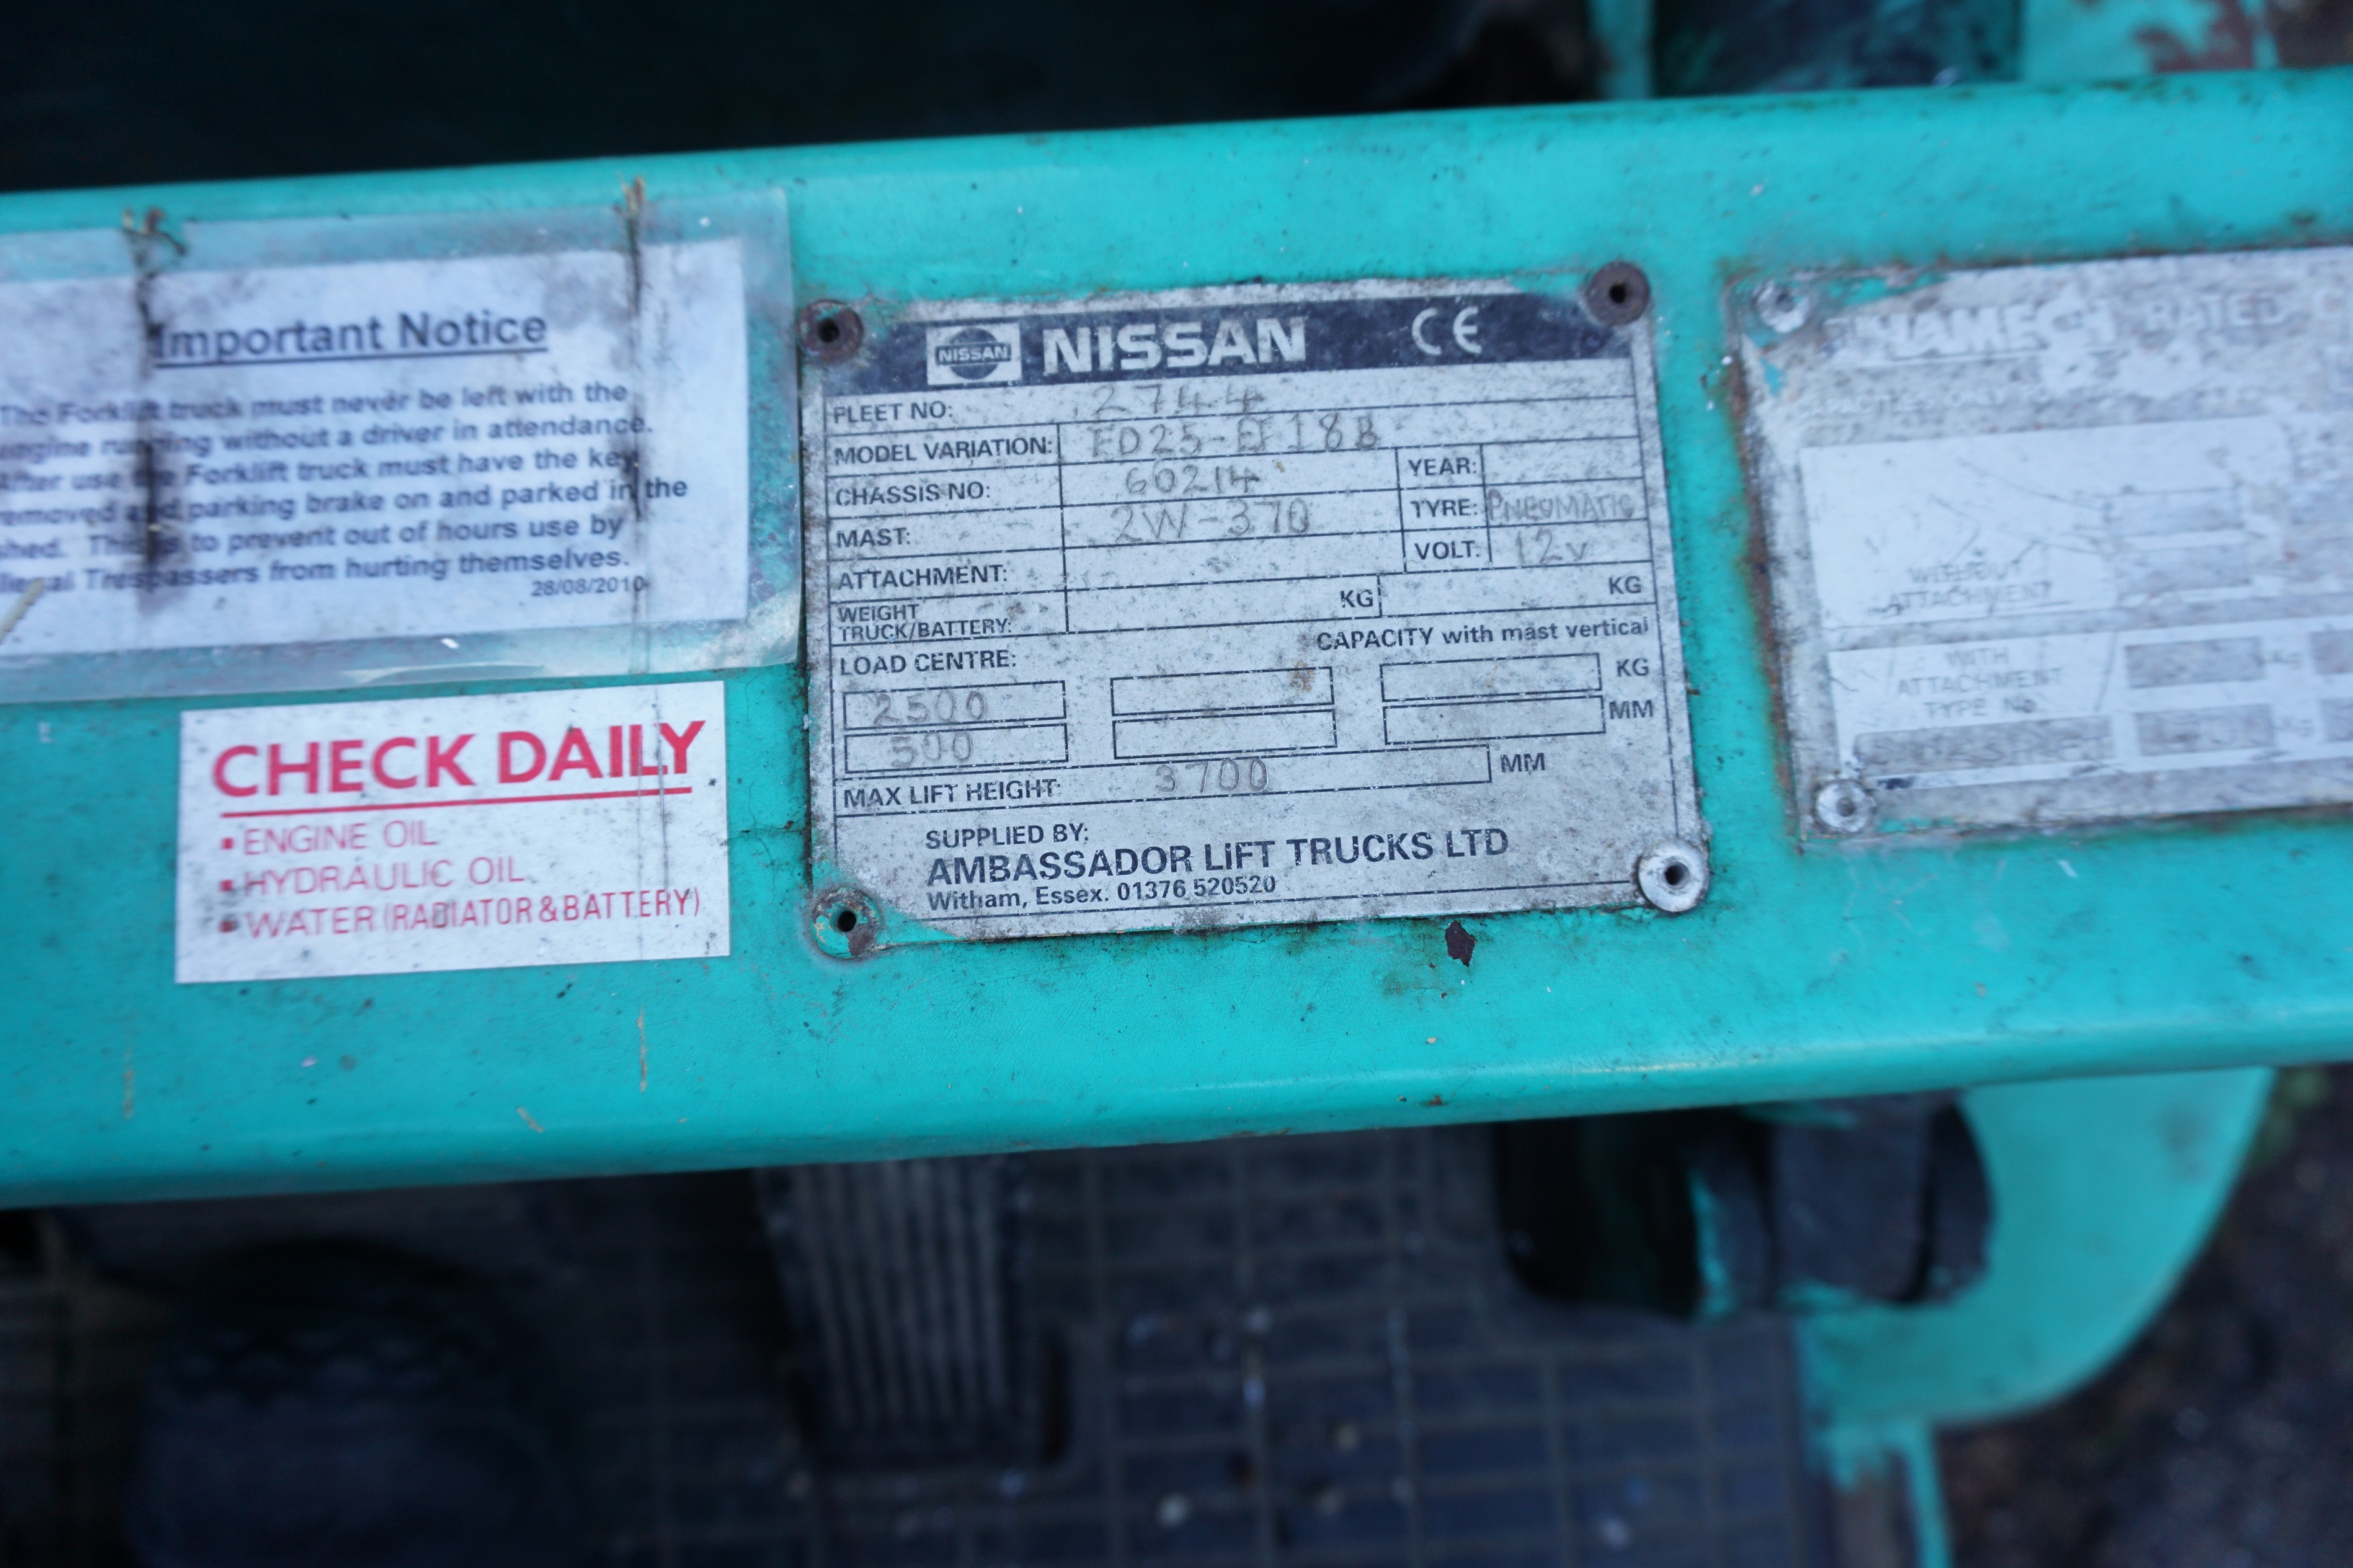 Important Notice
The Forklift truck must never be left with the
engine running without a driver in attendance.
After use the Forklift truck must have the key
removed and parking brake on and parked in the
shed. This is to prevent out of hours use by
Illegal Trespassers from hurting themselves.
28/08/2010
CHECK DAILY
ENGINE OIL
HYDRAULIC OIL
WATER (RADIATOR & BATTERY)
NISSAN NISSAN CE
FLEET NO: 2744
MODEL VARIATION: FD25-EF18B
CHASSIS NO: 60214 YEAR:
MAST: 2W-370 TYRE: PNEUMATIC
ATTACHMENT: VOLT: 12v
WEIGHT
TRUCK/BATTERY: KG KG
LOAD CENTRE: CAPACITY with mast vertical
2500 KG
500 MM
MAX LIFT HEIGHT: 3700 MM
SUPPLIED BY:
AMBASSADOR LIFT TRUCKS LTD
Witham, Essex. 01376 520520
RATED
WITHOUT
ATTACHMENT
WITH
ATTACHMENT
TYPE No.
Kg
Kg